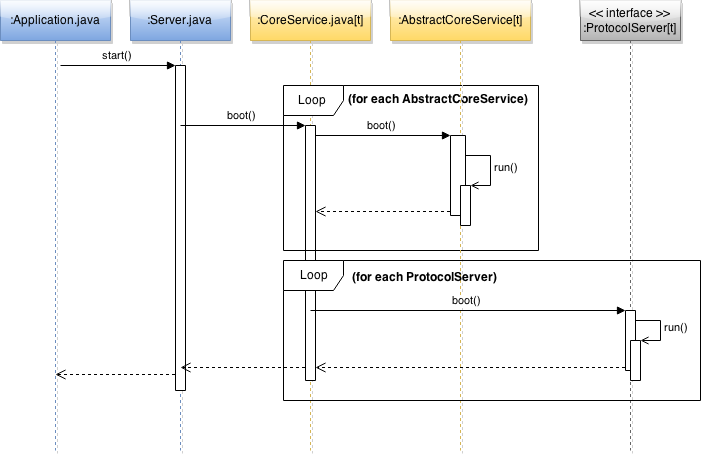 :Application.java
:Server.java
:CoreService.java[t]
:AbstractCoreService[t]
<< interface >>
:ProtocolServer[t]
start()
Loop
(for each AbstractCoreService)
boot()
boot()
run()
Loop
(for each ProtocolServer)
boot()
run()